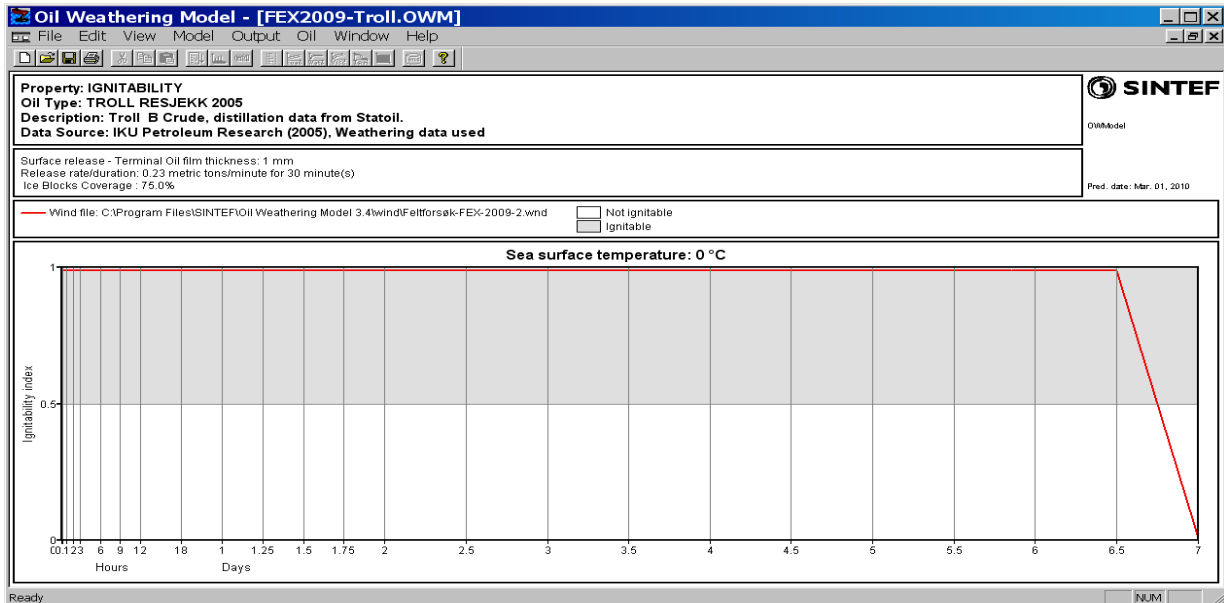 Oil Weathering Model - [FEX2009-Troll.OWM]
File Edit View Model Output Oil Window Help
Property: IGNITABILITY
Oil Type: TROLL RESJEKK 2005
Description: Troll B Crude, distillation data from Statoil.
Data Source: IKU Petroleum Research (2005), Weathering data used
SINTEF
OWModel
Surface release - Terminal Oil film thickness: 1 mm
Release rate/duration: 0.23 metric tons/minute for 30 minute(s)
Ice Blocks Coverage : 75.0%
Pred. date: Mar. 01, 2010
Wind file: C:\Program Files\SINTEF\Oil Weathering Model 3.4\wind\Feltforsøk-FEX-2009-2.wnd
Not ignitable
Ignitable
Sea surface temperature: 0 °C
1
Ignitability index
0.5
0
0.1 2 3 6 9 12 18 1 1.25 1.5 1.75 2 2.5 3 3.5 4 4.5 5 5.5 6 6.5 7
Hours Days
Ready NUM